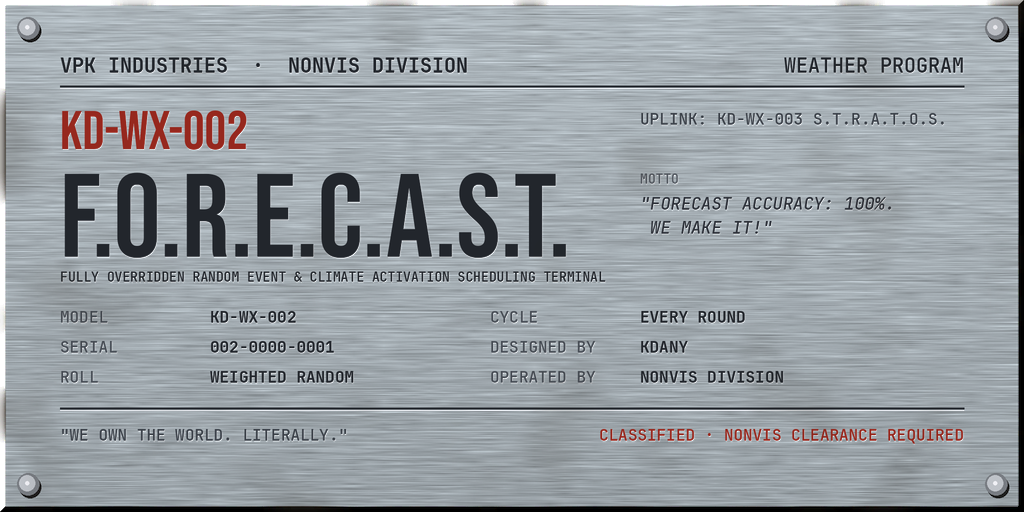 VPK INDUSTRIES · NONVIS DIVISION
WEATHER PROGRAM
KD-WX-002
UPLINK: KD-WX-003 S.T.R.A.T.O.S.
F.O.R.E.C.A.S.T.
MOTTO
"FORECAST ACCURACY: 100%.
WE MAKE IT!"
FULLY OVERRIDDEN RANDOM EVENT & CLIMATE ACTIVATION SCHEDULING TERMINAL
MODEL KD-WX-002 CYCLE EVERY ROUND
SERIAL 002-0000-0001 DESIGNED BY KDANY
ROLL WEIGHTED RANDOM OPERATED BY NONVIS DIVISION
"WE OWN THE WORLD. LITERALLY."
CLASSIFIED · NONVIS CLEARANCE REQUIRED